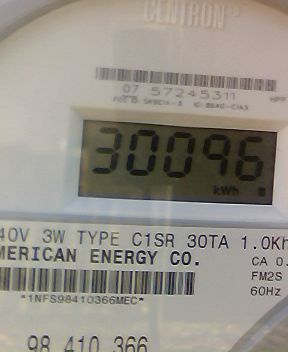 CENTRON
07 57245311
30096
kWh
40V 3W TYPE C1SR 30TA 1.0Kh
MERICAN ENERGY CO.
CA 0.
FM2S
60Hz
*1NFS98410366MEC*
98 410 366